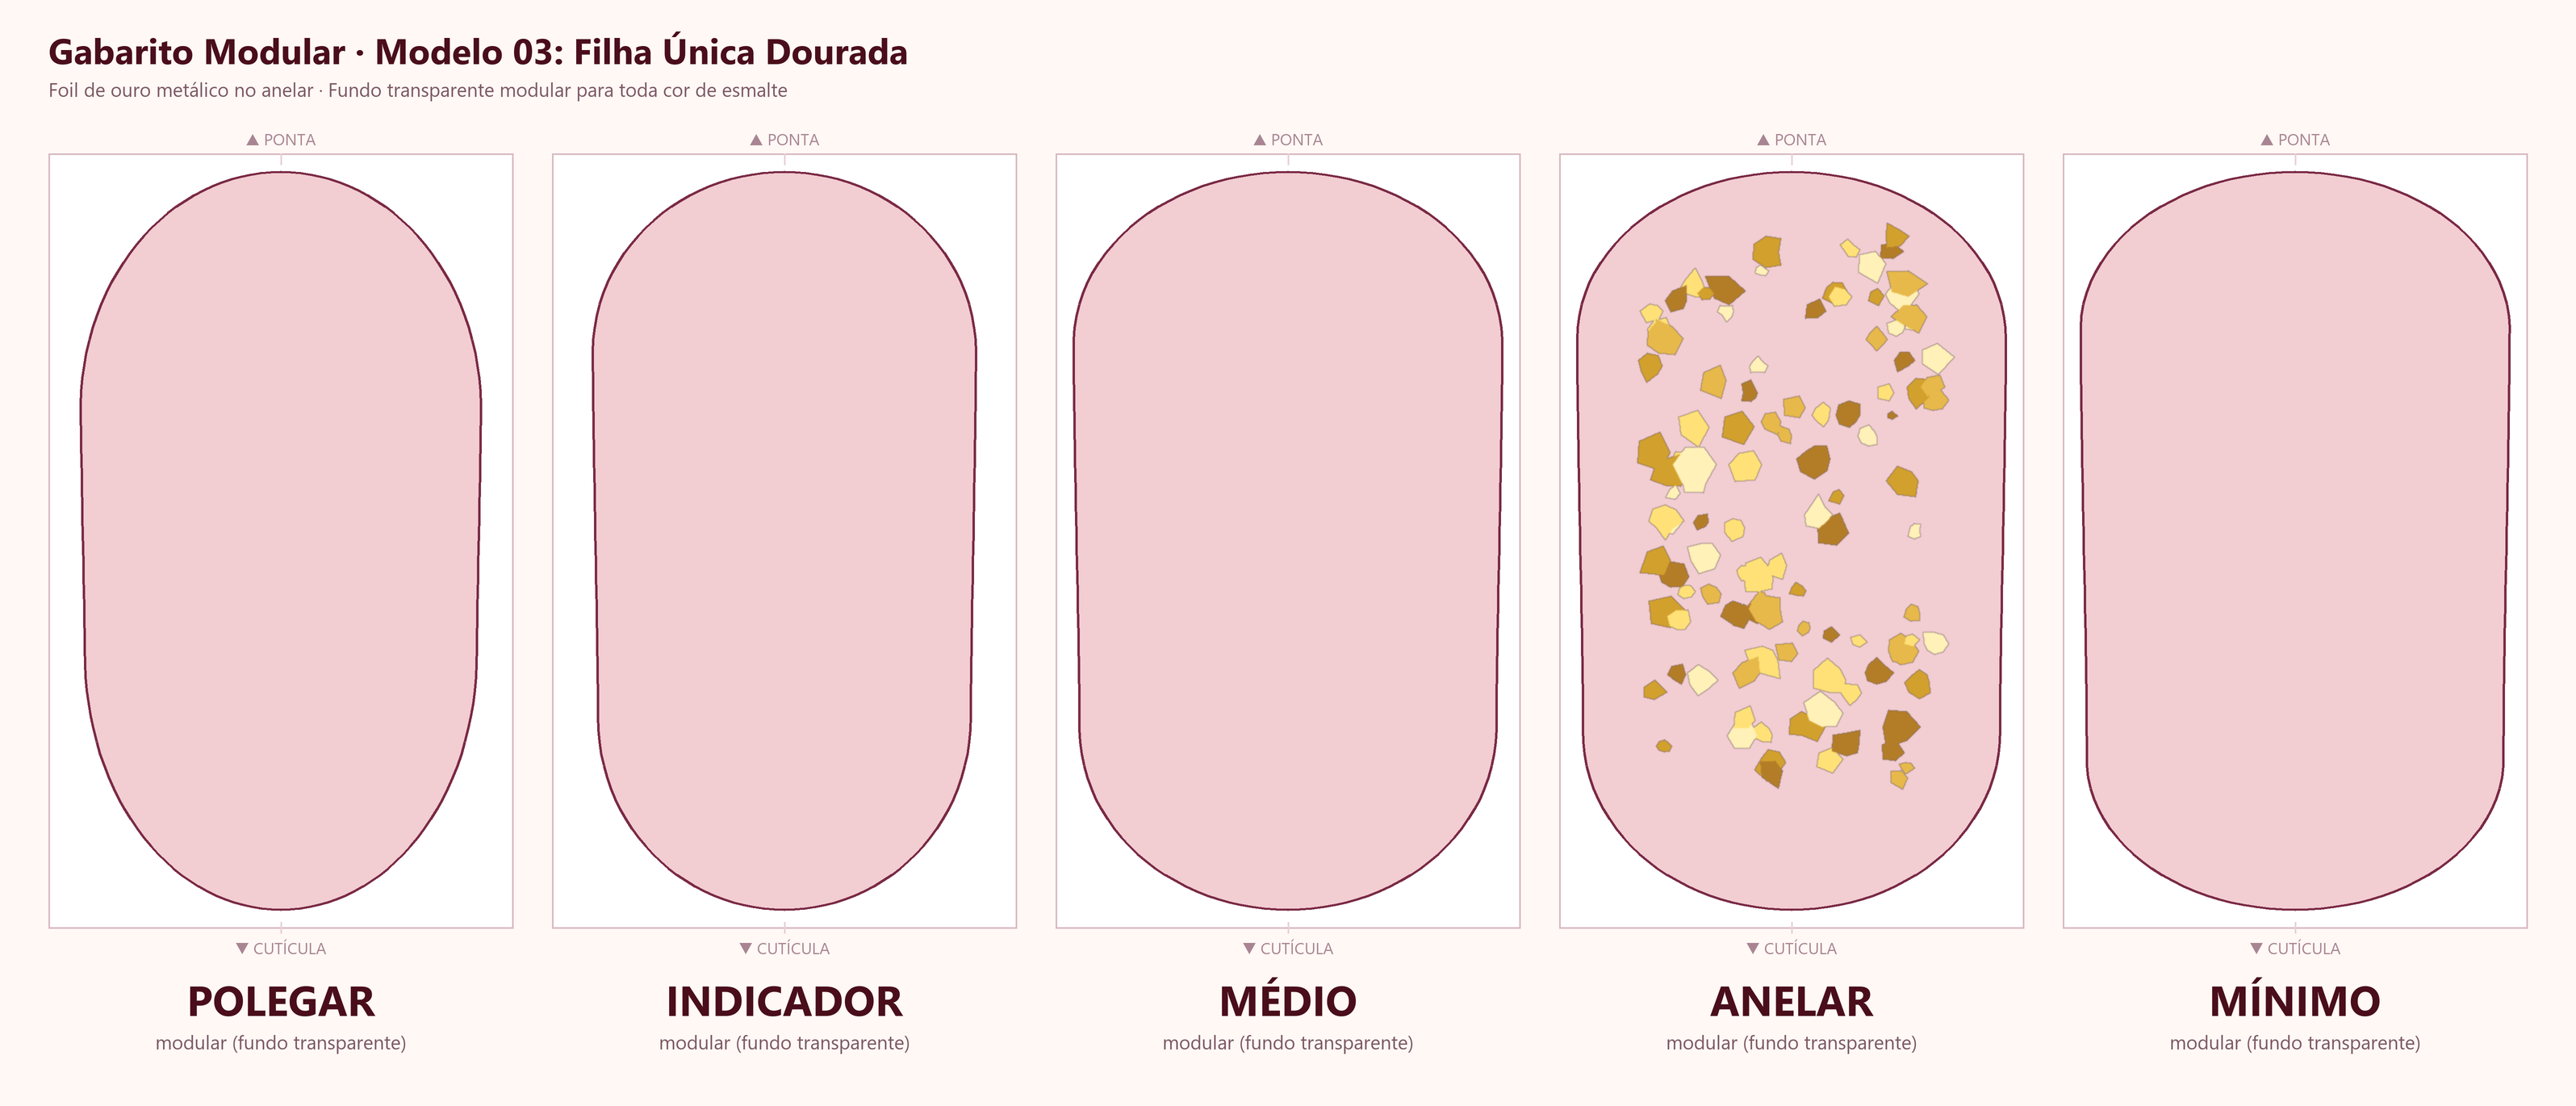 Gabarito Modular · Modelo 03: Filha Única Dourada
Foil de ouro metálico no anelar · Fundo transparente modular para toda cor de esmalte
▲ PONTA
▲ PONTA
▲ PONTA
▲ PONTA
▲ PONTA
▼ CUTÍCULA
▼ CUTÍCULA
▼ CUTÍCULA
▼ CUTÍCULA
▼ CUTÍCULA
POLEGAR
INDICADOR
MÉDIO
ANELAR
MÍNIMO
modular (fundo transparente)
modular (fundo transparente)
modular (fundo transparente)
modular (fundo transparente)
modular (fundo transparente)